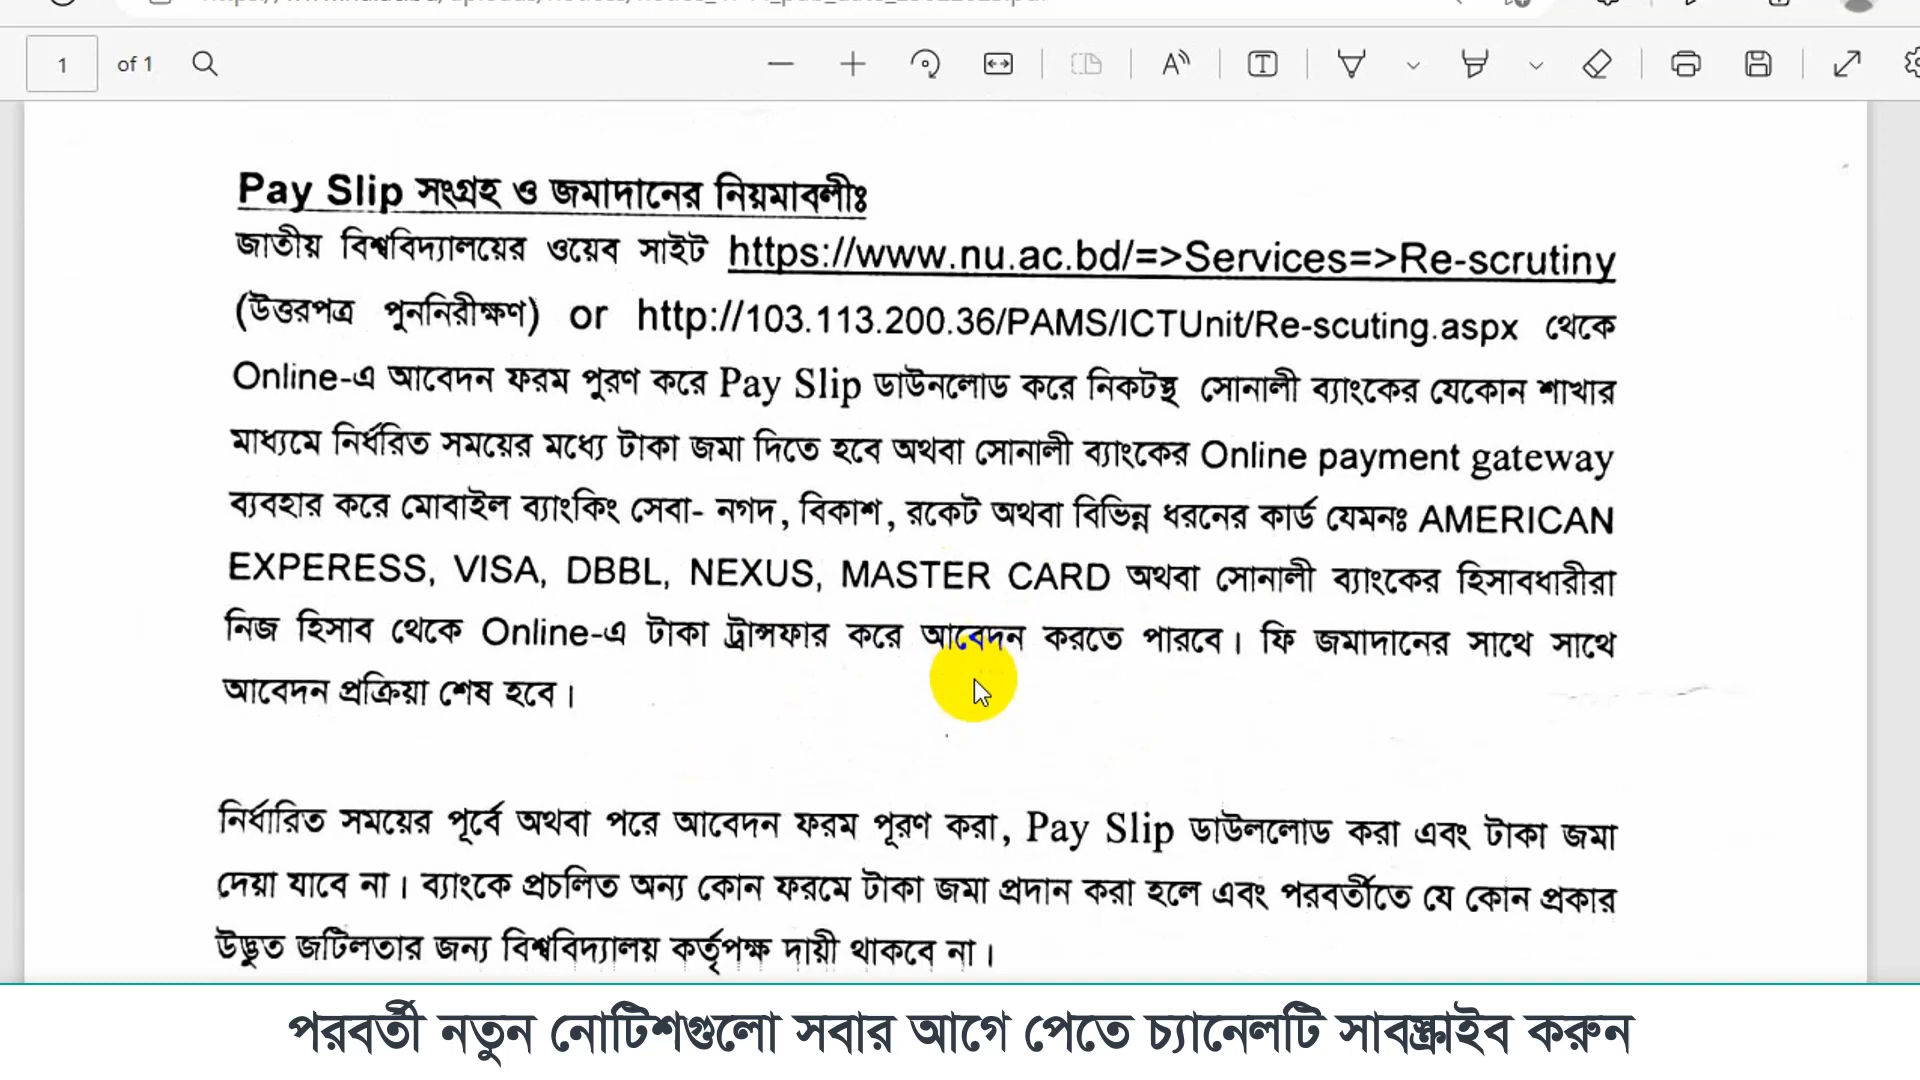 1 of 1
Pay Slip সংগ্রহ ও জমাদানের নিয়মাবলীঃ
জাতীয় বিশ্ববিদ্যালয়ের ওয়েব সাইট https://www.nu.ac.bd/=>Services=>Re-scrutiny
(উত্তরপত্র পুননিরীক্ষণ) or http://103.113.200.36/PAMS/ICTUnit/Re-scuting.aspx থেকে
Online-এ আবেদন ফরম পুরণ করে Pay Slip ডাউনলোড করে নিকটস্থ সোনালী ব্যাংকের যেকোন শাখার
মাধ্যমে নির্ধরিত সময়ের মধ্যে টাকা জমা দিতে হবে অথবা সোনালী ব্যাংকের Online payment gateway
ব্যবহার করে মোবাইল ব্যাংকিং সেবা- নগদ, বিকাশ, রকেট অথবা বিভিন্ন ধরনের কার্ড যেমনঃ AMERICAN
EXPERESS, VISA, DBBL, NEXUS, MASTER CARD অথবা সোনালী ব্যাংকের হিসাবধারীরা
নিজ হিসাব থেকে Online-এ টাকা ট্রান্সফার করে আবেদন করতে পারবে। ফি জমাদানের সাথে সাথে
আবেদন প্রক্রিয়া শেষ হবে।
নির্ধারিত সময়ের পূর্বে অথবা পরে আবেদন ফরম পূরণ করা, Pay Slip ডাউললোড করা এবং টাকা জমা
দেয়া যাবে না। ব্যাংকে প্রচলিত অন্য কোন ফরমে টাকা জমা প্রদান করা হলে এবং পরবর্তীতে যে কোন প্রকার
উদ্ভুত জটিলতার জন্য বিশ্ববিদ্যালয় কর্তৃপক্ষ দায়ী থাকবে না।
পরবর্তী নতুন নোটিশগুলো সবার আগে পেতে চ্যানেলটি সাবস্ক্রাইব করুন